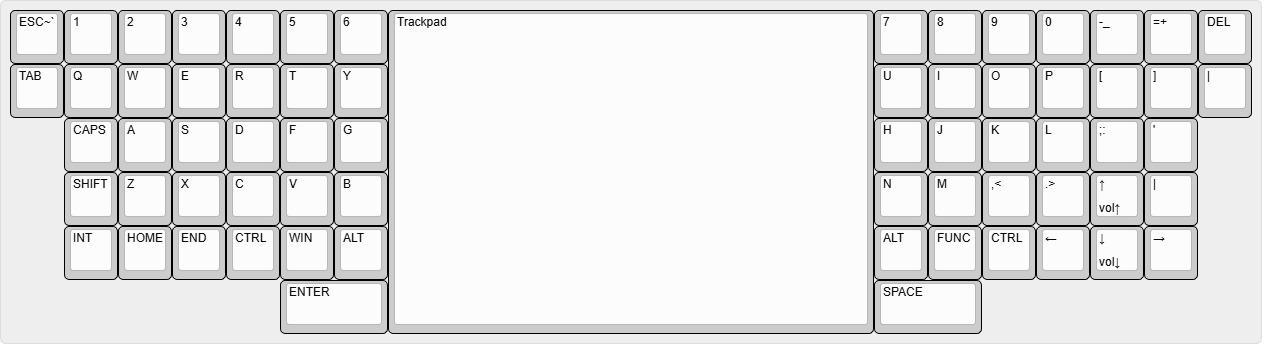 ESC~` 1 2 3 4 5 6 Trackpad 7 8 9 0 -_ =+ DEL
TAB Q W E R T Y U I O P [ ] |
CAPS A S D F G H J K L ;: '
SHIFT Z X C V B N M ,< .> ↑ |
vol↑
INT HOME END CTRL WIN ALT ALT FUNC CTRL ← ↓ →
vol↓
ENTER SPACE